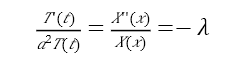 T'(t)/a²T(t) = X''(x)/X(x) = − λ